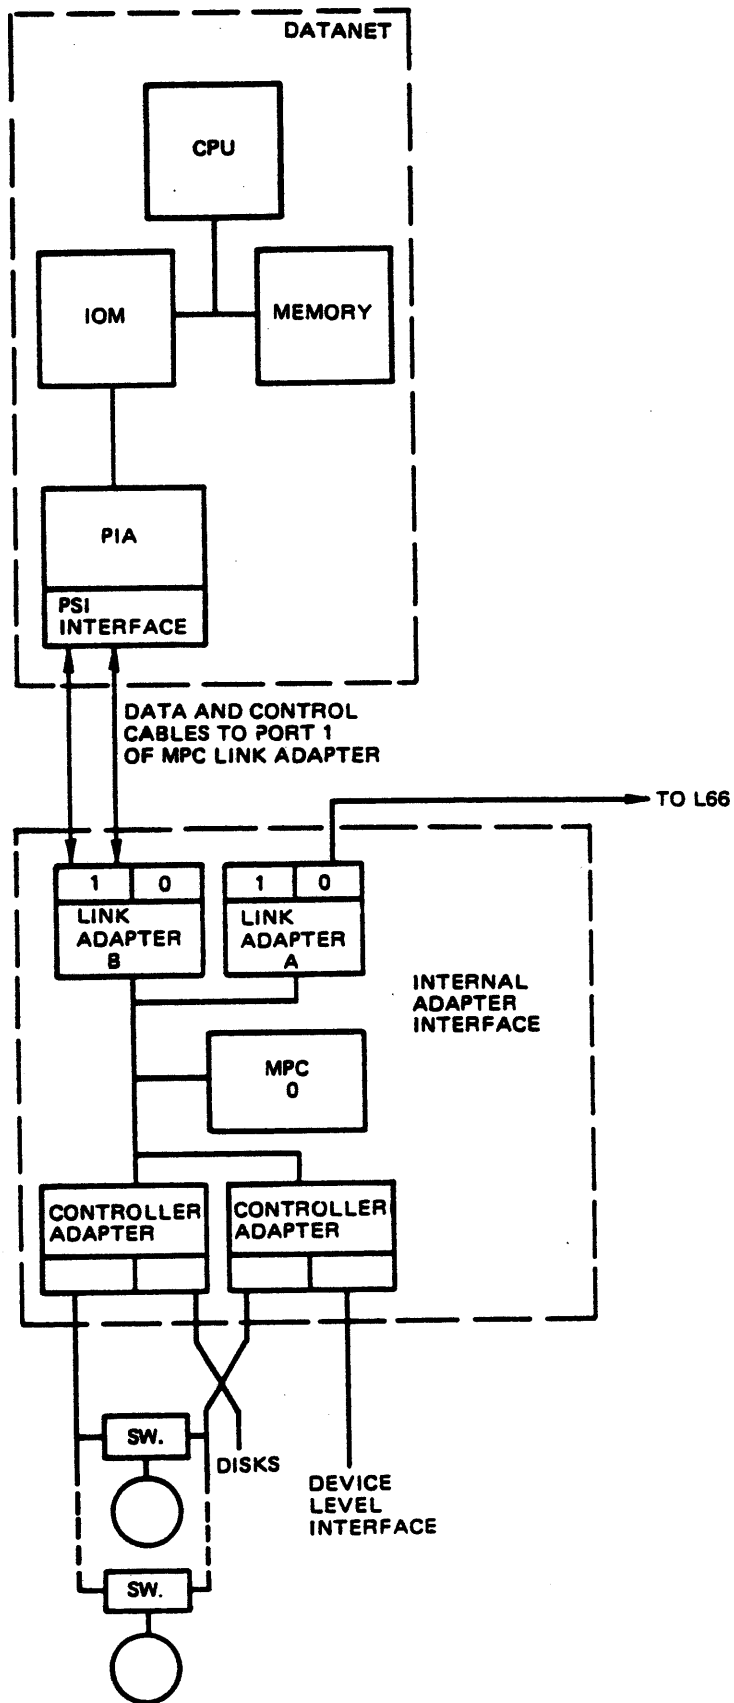 DATANET
CPU
IOM
MEMORY
PIA
PSI
INTERFACE
DATA AND CONTROL
CABLES TO PORT 1
OF MPC LINK ADAPTER
TO L66
1 0
LINK
ADAPTER
B
1 0
LINK
ADAPTER
A
INTERNAL
ADAPTER
INTERFACE
MPC
0
CONTROLLER
ADAPTER
CONTROLLER
ADAPTER
SW.
DISKS
DEVICE
LEVEL
INTERFACE
SW.